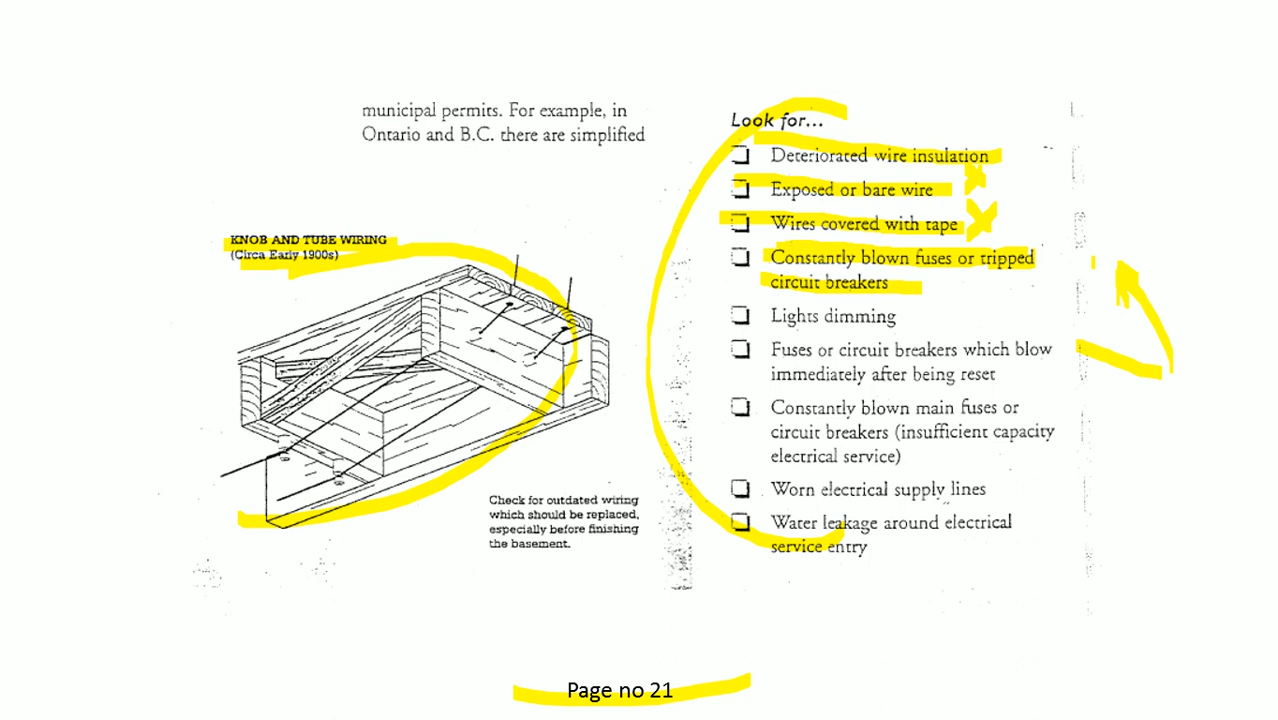 municipal permits. For example, in
Ontario and B.C. there are simplified
KNOB AND TUBE WIRING
(Circa Early 1900s)
Check for outdated wiring
which should be replaced,
especially before finishing
the basement.
Look for...
Deteriorated wire insulation
Exposed or bare wire
Wires covered with tape
Constantly blown fuses or tripped
circuit breakers
Lights dimming
Fuses or circuit breakers which blow
immediately after being reset
Constantly blown main fuses or
circuit breakers (insufficient capacity
electrical service)
Worn electrical supply lines
Water leakage around electrical
service entry
Page no 21